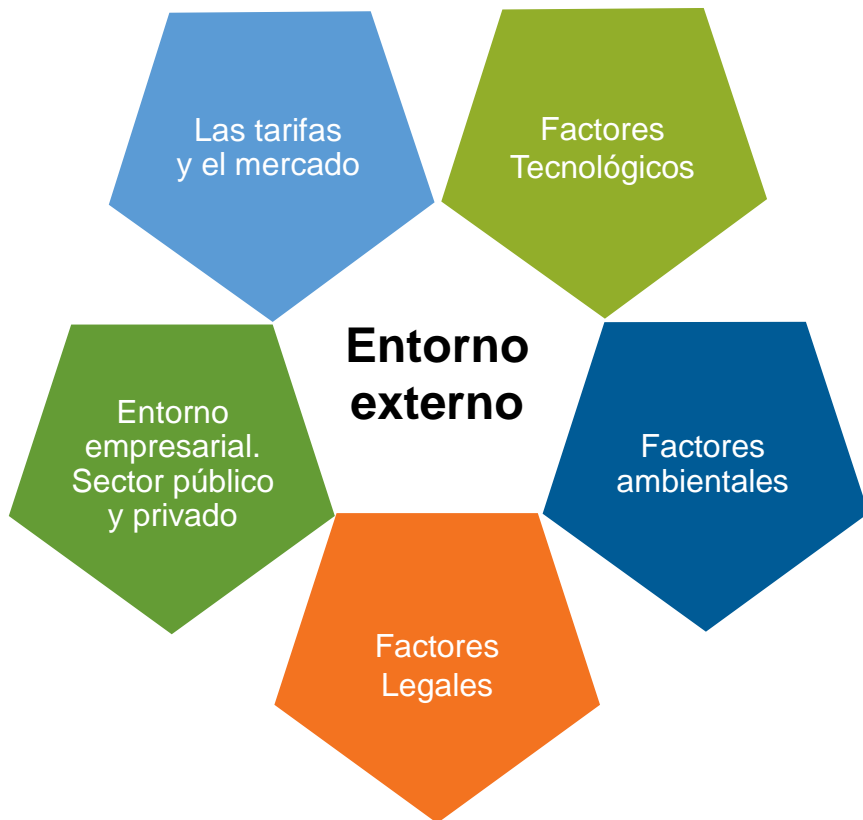 Las tarifas
y el mercado
Factores
Tecnológicos
Entorno
externo
Entorno
empresarial.
Sector público
y privado
Factores
ambientales
Factores
Legales